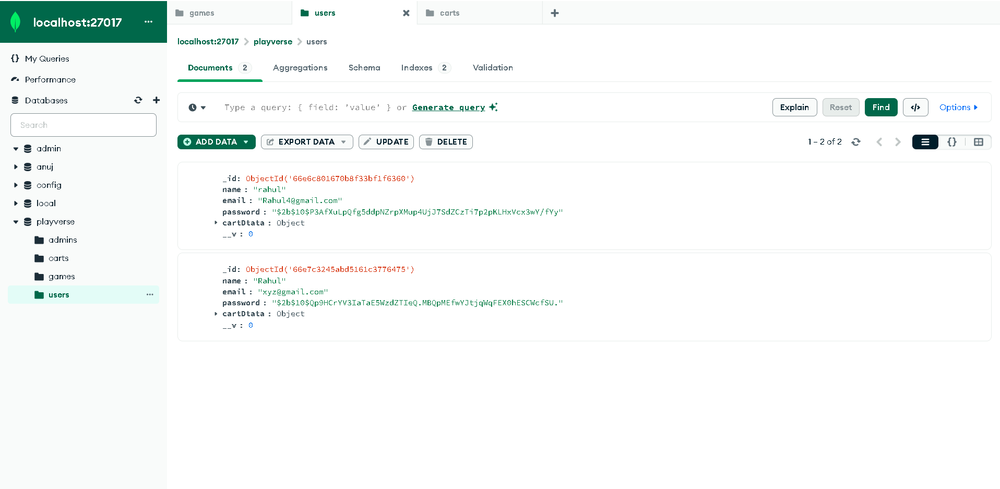 localhost:27017
My Queries
Performance
Databases
Search
admin
anuj
config
local
playverse
admins
carts
games
users
games
users
carts
localhost:27017 > playverse > users
Documents 2 Aggregations Schema Indexes 2 Validation
Type a query: { field: 'value' } or Generate query
Explain Reset Find </> Options
ADD DATA EXPORT DATA UPDATE DELETE 1 – 2 of 2 {}
_id: ObjectId('66e6c801670b8f33bf1f6360')
name : "rahul"
email : "Rahul4@gmail.com"
password : "$2b$10$P3AfXuLpQfg5ddpNZrpXMup4UjJ7SdZCzTi7p2pKLHxVcx3wY/fYy"
cartDtata : Object
__v : 0
_id: ObjectId('66e7c3245abd5161c3776475')
name : "Rahul"
email : "xyz@gmail.com"
password : "$2b$10$Qp9HCrYV3IaTaE5WzdZTIeQ.MBQpMEfwYJtjqWqFEX0hESCWcfSU."
cartDtata : Object
__v : 0